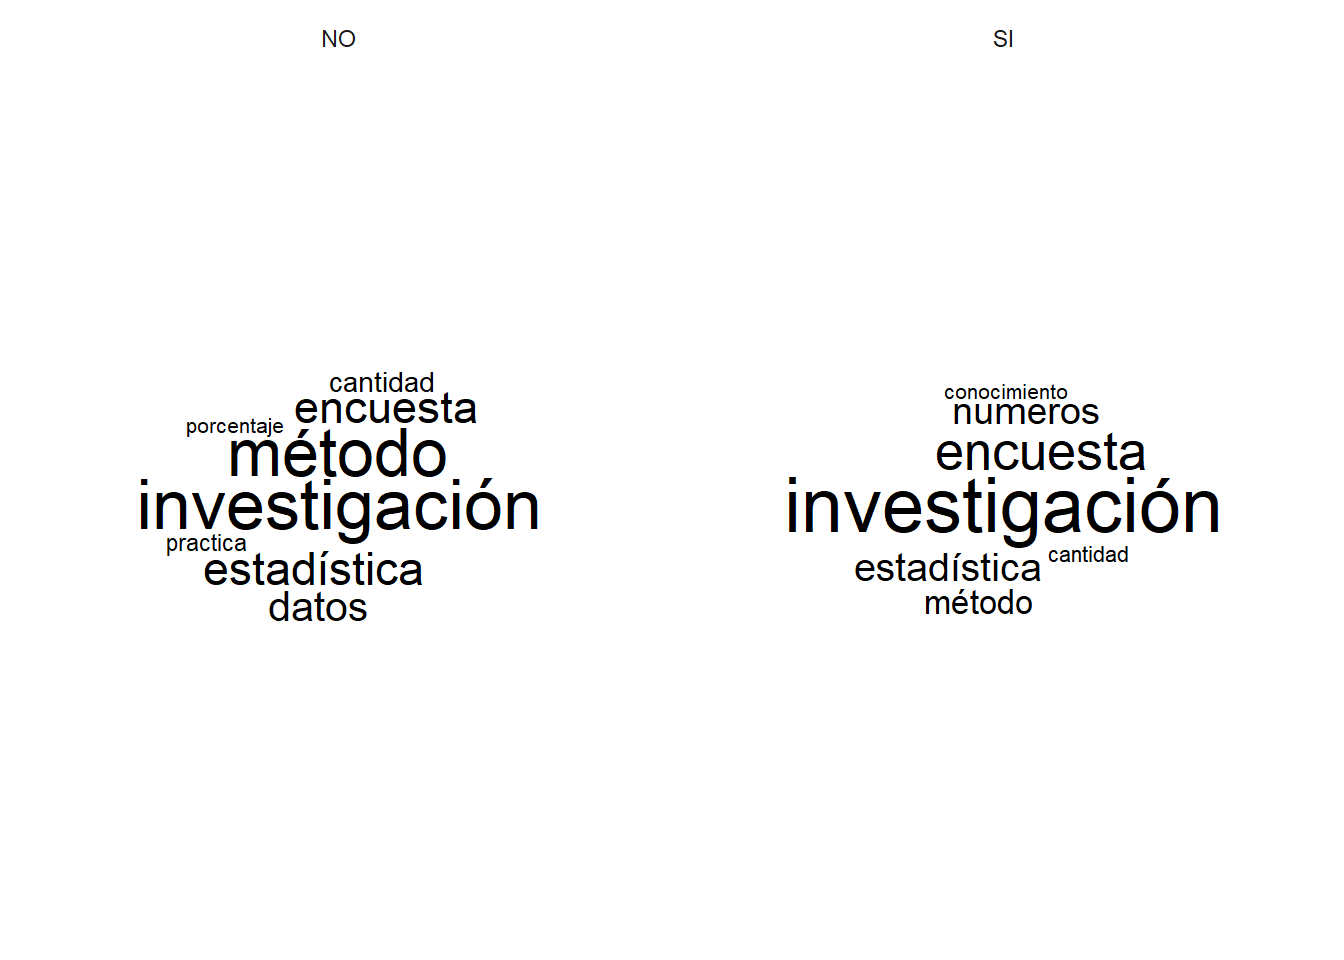 NO
cantidad
encuesta
porcentaje
método
investigación
practica
estadística
datos
SI
conocimiento
numeros
encuesta
investigación
cantidad
estadística
método